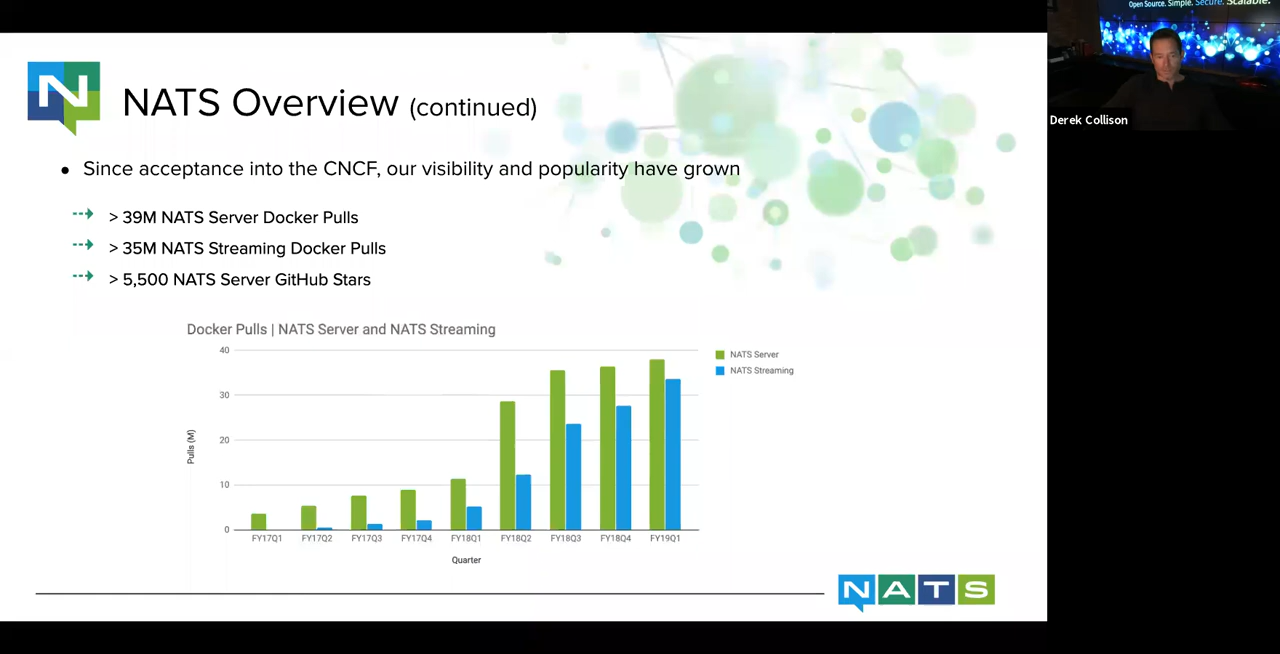 Open Source. Simple. Secure. Scalable.
Derek Collison
N
NATS Overview (continued)
• Since acceptance into the CNCF, our visibility and popularity have grown
> 39M NATS Server Docker Pulls
> 35M NATS Streaming Docker Pulls
> 5,500 NATS Server GitHub Stars
Docker Pulls | NATS Server and NATS Streaming
NATS Server
NATS Streaming
Pulls (M)
40
30
20
10
0
FY17Q1 FY17Q2 FY17Q3 FY17Q4 FY18Q1 FY18Q2 FY18Q3 FY18Q4 FY19Q1
Quarter
NATS